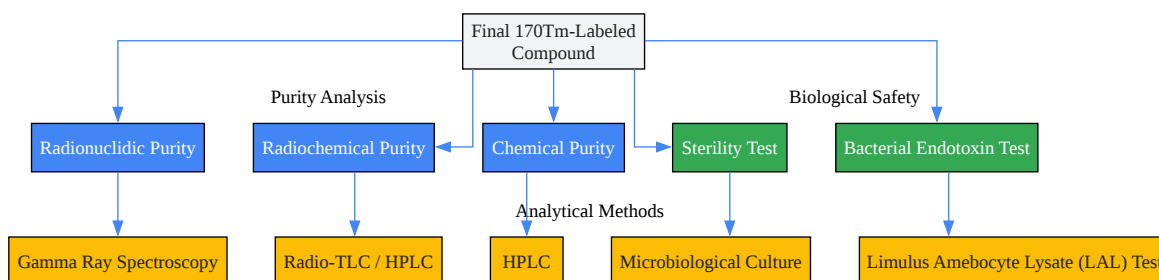 Final 170Tm-Labeled
Compound
Purity Analysis
Biological Safety
Radionuclidic Purity
Radiochemical Purity
Chemical Purity
Sterility Test
Bacterial Endotoxin Test
Analytical Methods
Gamma Ray Spectroscopy
Radio-TLC / HPLC
HPLC
Microbiological Culture
Limulus Amebocyte Lysate (LAL) Test